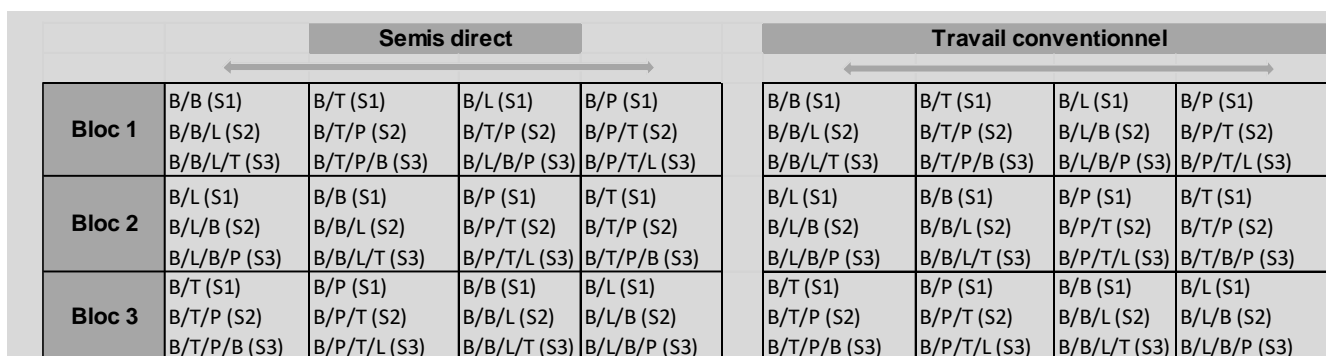 Semis direct Travail conventionnel
B/B (S1) B/T (S1) B/L (S1) B/P (S1) B/B (S1) B/T (S1) B/L (S1) B/P (S1)
Bloc 1 B/B/L (S2) B/T/P (S2) B/T/P (S2) B/P/T (S2) B/B/L (S2) B/T/P (S2) B/L/B (S2) B/P/T (S2)
B/B/L/T (S3) B/T/P/B (S3) B/L/B/P (S3) B/P/T/L (S3) B/B/L/T (S3) B/T/P/B (S3) B/L/B/P (S3) B/P/T/L (S3)
B/L (S1) B/B (S1) B/P (S1) B/T (S1) B/L (S1) B/B (S1) B/P (S1) B/T (S1)
Bloc 2 B/L/B (S2) B/B/L (S2) B/P/T (S2) B/T/P (S2) B/L/B (S2) B/B/L (S2) B/P/T (S2) B/T/P (S2)
B/L/B/P (S3) B/B/L/T (S3) B/P/T/L (S3) B/T/P/B (S3) B/L/B/P (S3) B/B/L/T (S3) B/P/T/L (S3) B/T/B/P (S3)
B/T (S1) B/P (S1) B/B (S1) B/L (S1) B/T (S1) B/P (S1) B/B (S1) B/L (S1)
Bloc 3 B/T/P (S2) B/P/T (S2) B/B/L (S2) B/L/B (S2) B/T/P (S2) B/P/T (S2) B/B/L (S2) B/L/B (S2)
B/T/P/B (S3) B/P/T/L (S3) B/B/L/T (S3) B/L/B/P (S3) B/T/P/B (S3) B/P/T/L (S3) B/B/L/T (S3) B/L/B/P (S3)